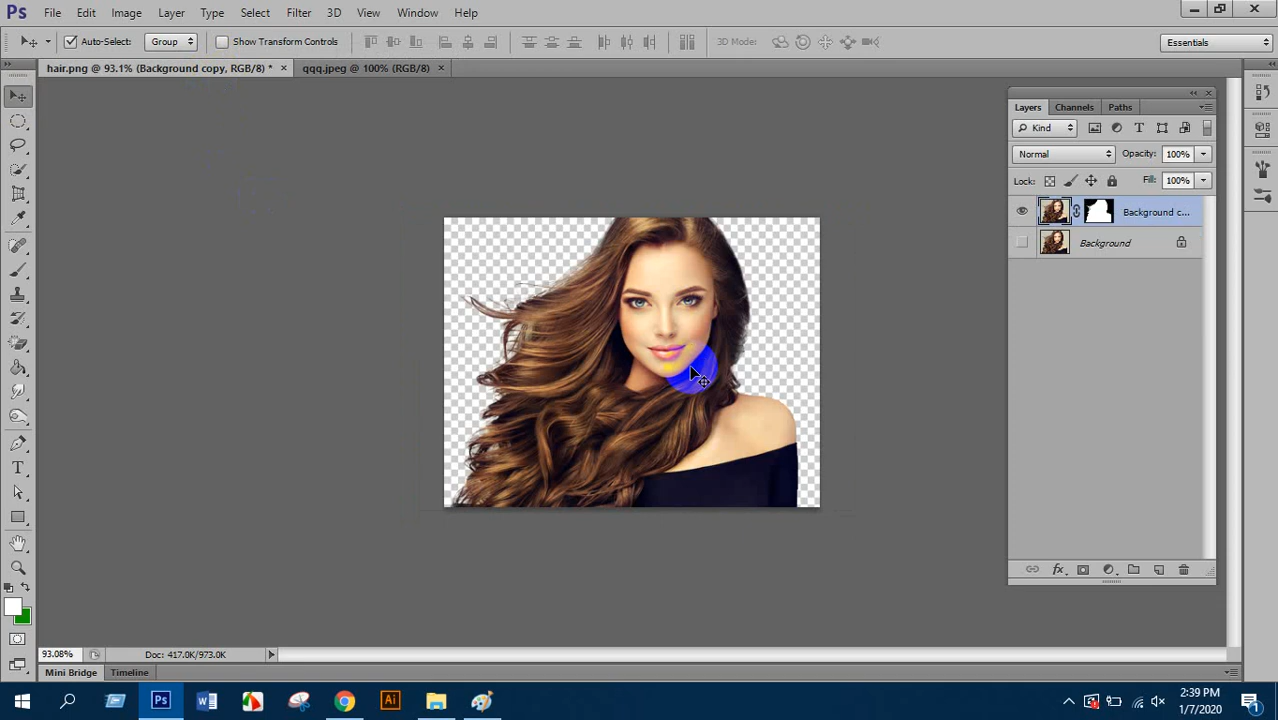 Ps File Edit Image Layer Type Select Filter 3D View Window Help
Auto-Select: Group Show Transform Controls 3D Mode: Essentials
hair.png @ 93.1% (Background copy, RGB/8) * × qqq.jpeg @ 100% (RGB/8) ×
Layers Channels Paths
Kind
Normal Opacity: 100%
Lock: Fill: 100%
Background c...
Background
93.08% Doc: 417.0K/973.0K
Mini Bridge Timeline
2:39 PM
1/7/2020